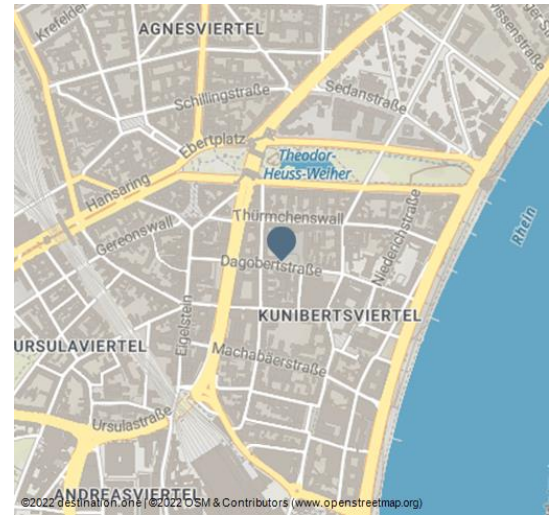 Krefelder
AGNESVIERTEL
wissenstraße
Schillingstraße
Sedanstraße
Ebertplatz
Theodor-
Heuss-Weiher
Hansaring
Thürmchenswall
Gereonswall
Niederichstraße
Rhein
Dagobertstraße
Eigelstein
KUNIBERTSVIERTEL
URSULAVIERTEL
Machabäerstraße
Ursulastraße
ANDREASVIERTEL
©2022 destination.one | ©2022 OSM & Contributors (www.openstreetmap.org)